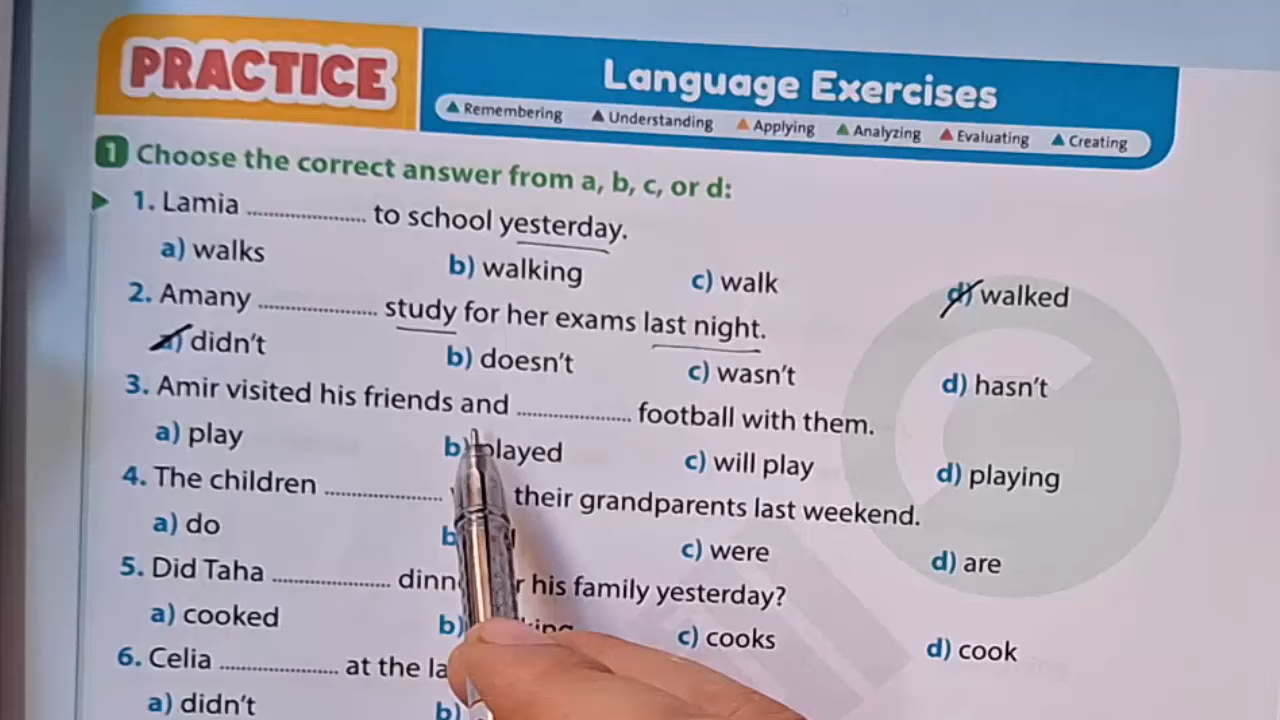 PRACTICE
Language Exercises
Remembering Understanding Applying Analyzing Evaluating Creating
1 Choose the correct answer from a, b, c, or d:
1. Lamia .................... to school yesterday.
a) walks b) walking c) walk d) walked
2. Amany .................... study for her exams last night.
a) didn't b) doesn't c) wasn't d) hasn't
3. Amir visited his friends and .................... football with them.
a) play b) played c) will play d) playing
4. The children .................... their grandparents last weekend.
a) do b c) were d) are
5. Did Taha .................... his family yesterday?
a) cooked b) c) cooks d) cook
6. Celia .................... at the
a) didn't b)